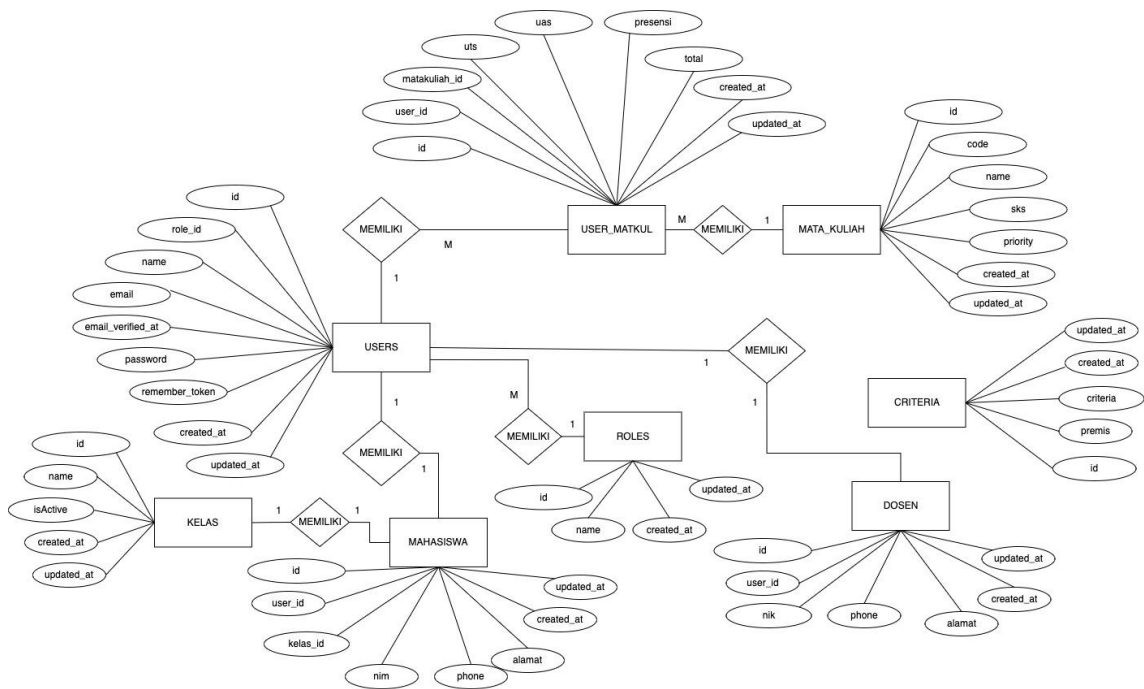 uas
presensi
uts
total
matakuliah_id
created_at
user_id
updated_at
id
id
code
name
sks
priority
created_at
updated_at
USER_MATKUL
M
MEMILIKI
1
MATA_KULIAH
MEMILIKI
M
1
id
role_id
name
email
email_verified_at
password
remember_token
created_at
updated_at
USERS
1
MEMILIKI
1
updated_at
created_at
criteria
premis
id
CRITERIA
M
MEMILIKI
1
ROLES
id
name
created_at
updated_at
1
MEMILIKI
1
id
name
isActive
created_at
updated_at
KELAS
1
MEMILIKI
1
MAHASISWA
id
user_id
kelas_id
nim
phone
alamat
created_at
updated_at
DOSEN
id
user_id
nik
phone
alamat
created_at
updated_at